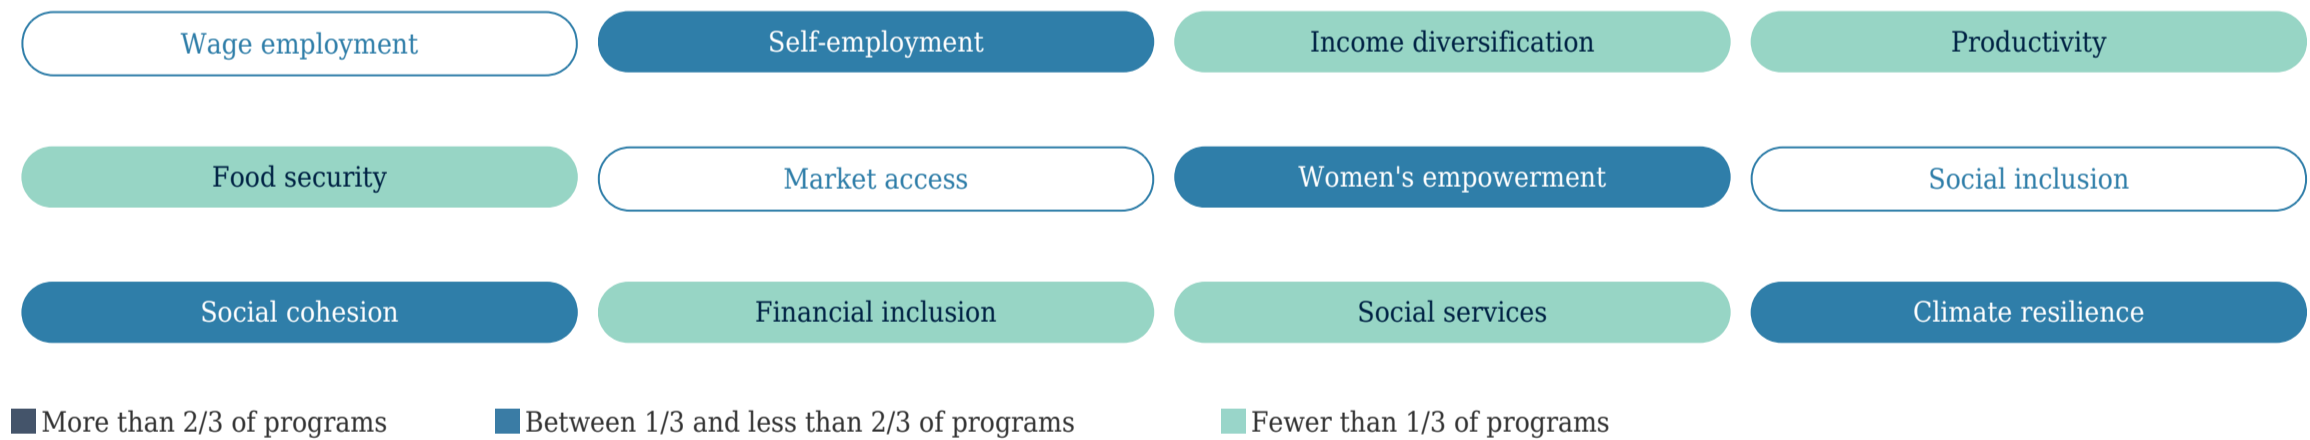 Wage employment
Self-employment
Income diversification
Productivity
Food security
Market access
Women's empowerment
Social inclusion
Social cohesion
Financial inclusion
Social services
Climate resilience
More than 2/3 of programs
Between 1/3 and less than 2/3 of programs
Fewer than 1/3 of programs